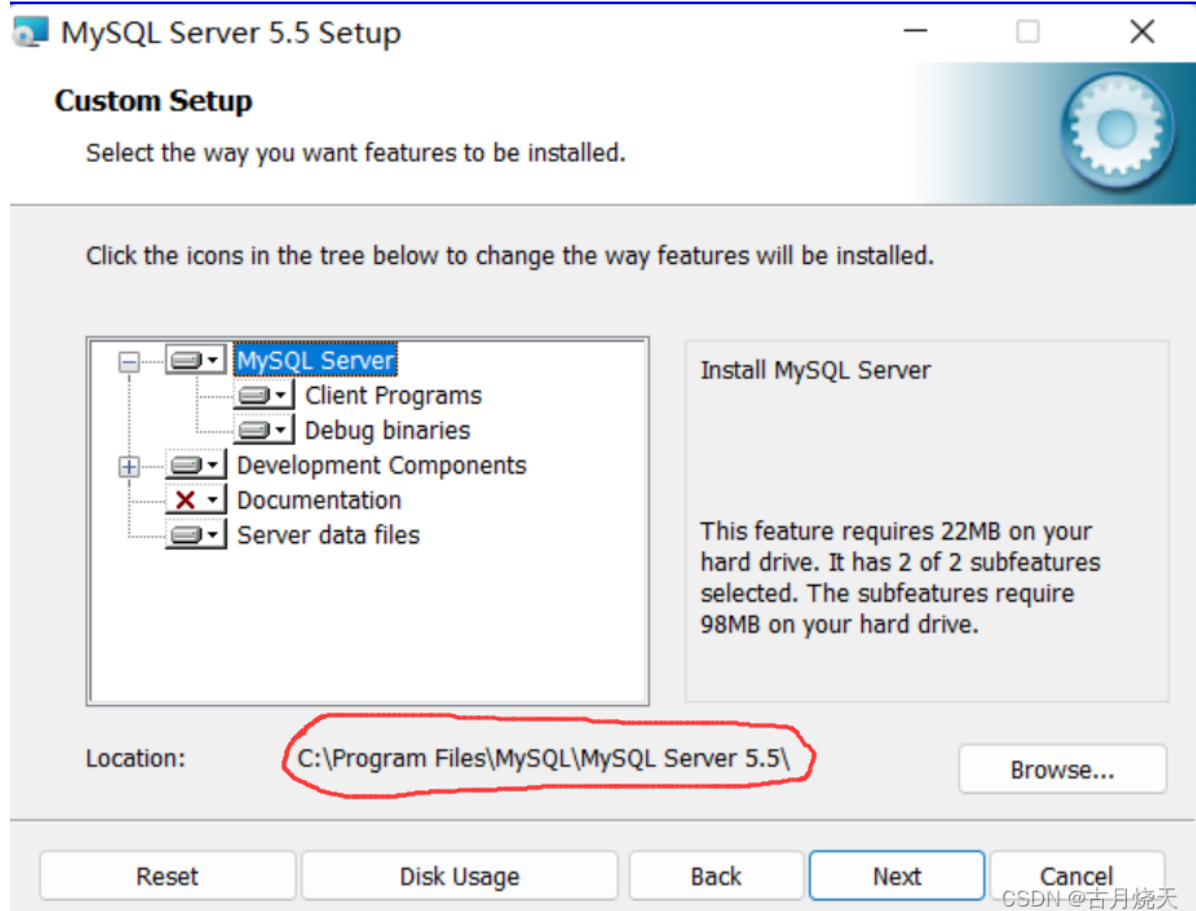 MySQL Server 5.5 Setup
Custom Setup
Select the way you want features to be installed.
Click the icons in the tree below to change the way features will be installed.
MySQL Server
Client Programs
Debug binaries
Development Components
Documentation
Server data files
Install MySQL Server
This feature requires 22MB on your
hard drive. It has 2 of 2 subfeatures
selected. The subfeatures require
98MB on your hard drive.
Location:
C:\Program Files\MySQL\MySQL Server 5.5\
Browse...
Reset
Disk Usage
Back
Next
Cancel
CSDN @古月烧天